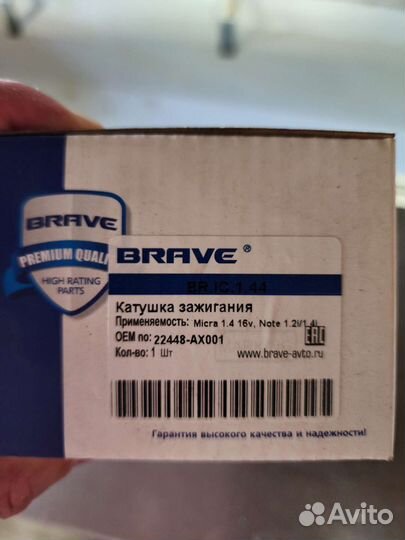 BRAVE
PREMIUM QUALI
HIGH RATING
PARTS
BRAVE ®
BR.IC.1.44
Катушка зажигания
Применяемость: Micra 1.4 16v, Note 1.2i/1.4i
OEM no: 22448-AX001
Кол-во: 1 Шт
www.brave-avto.ru
EAC
Гарантия высокого качества и надежности!
Avito